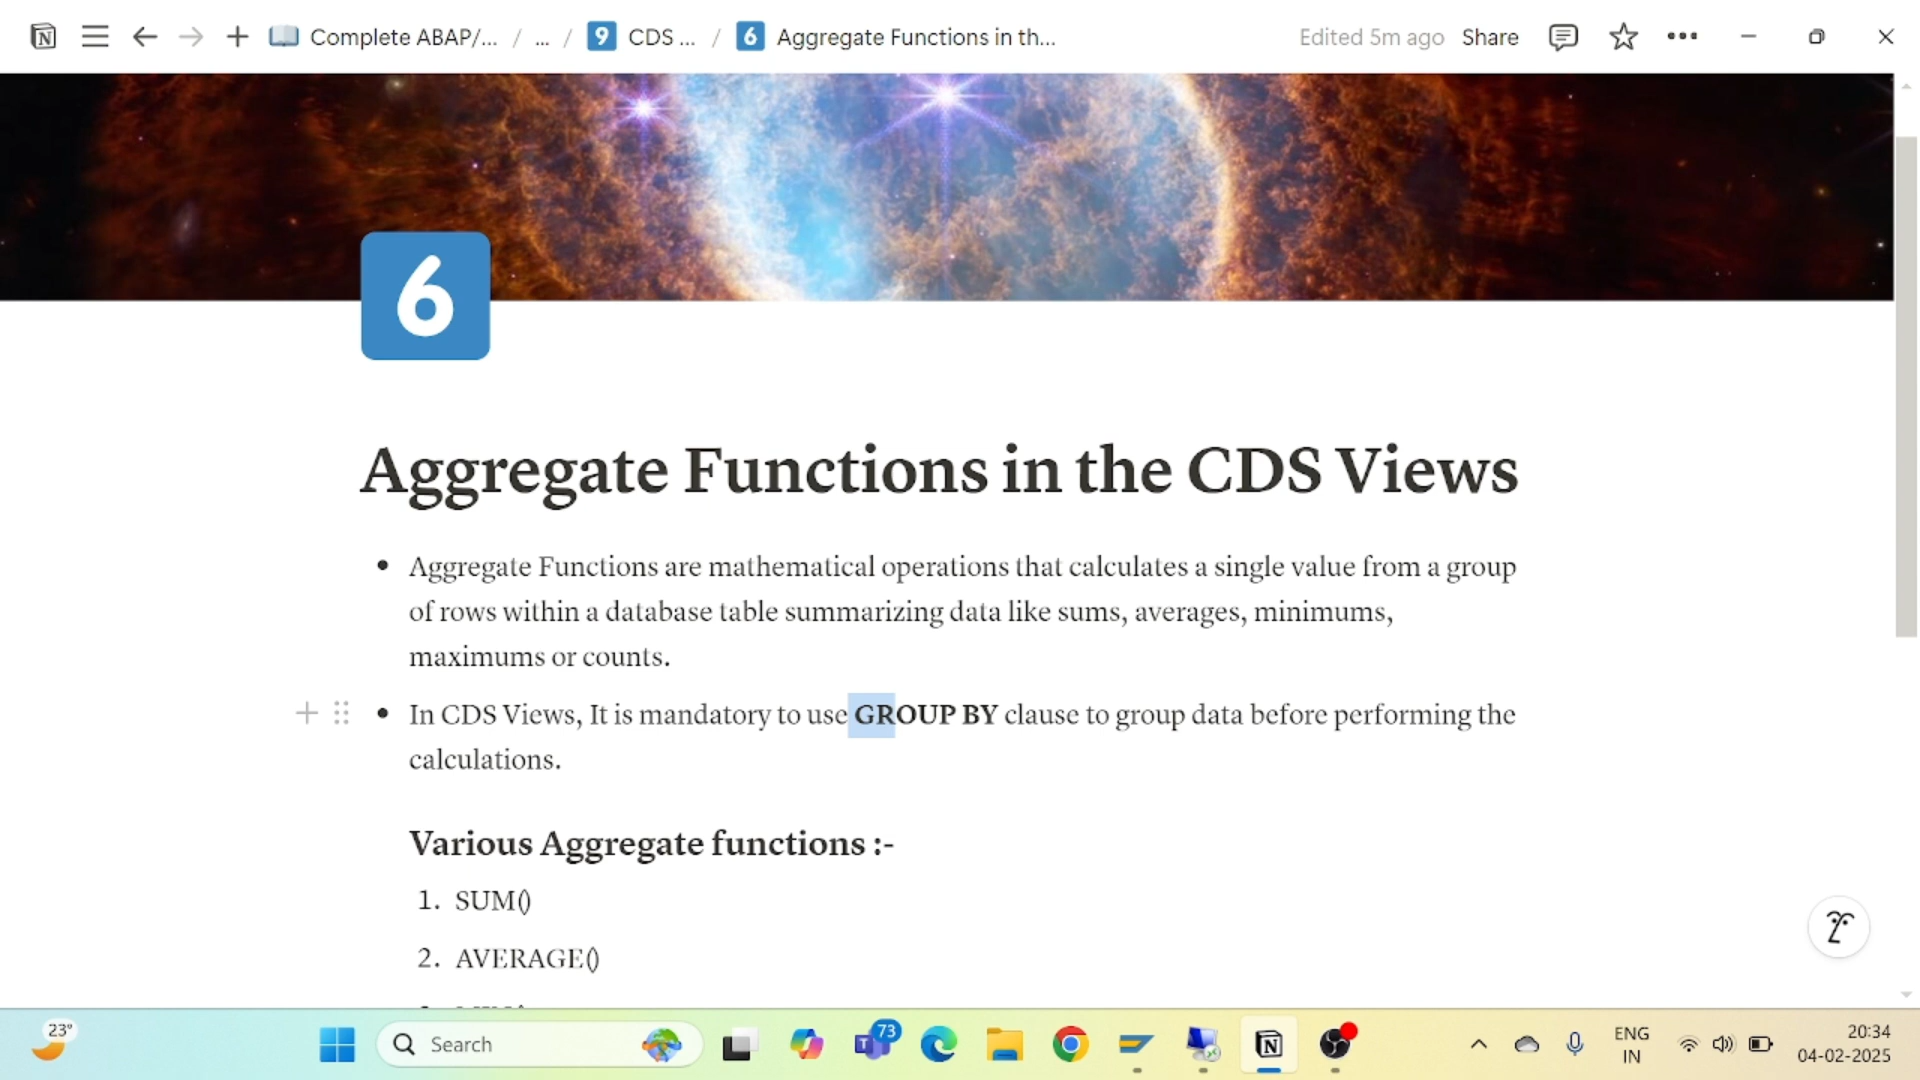 Complete ABAP/... / ... / 9 CDS ... / 6 Aggregate Functions in th... Edited 5m ago Share
6
Aggregate Functions in the CDS Views
• Aggregate Functions are mathematical operations that calculates a single value from a group
of rows within a database table summarizing data like sums, averages, minimums,
maximums or counts.
• In CDS Views, It is mandatory to use GROUP BY clause to group data before performing the
calculations.
Various Aggregate functions :-
1. SUM()
2. AVERAGE()
23°
Search
73
ENG
IN
20:34
04-02-2025